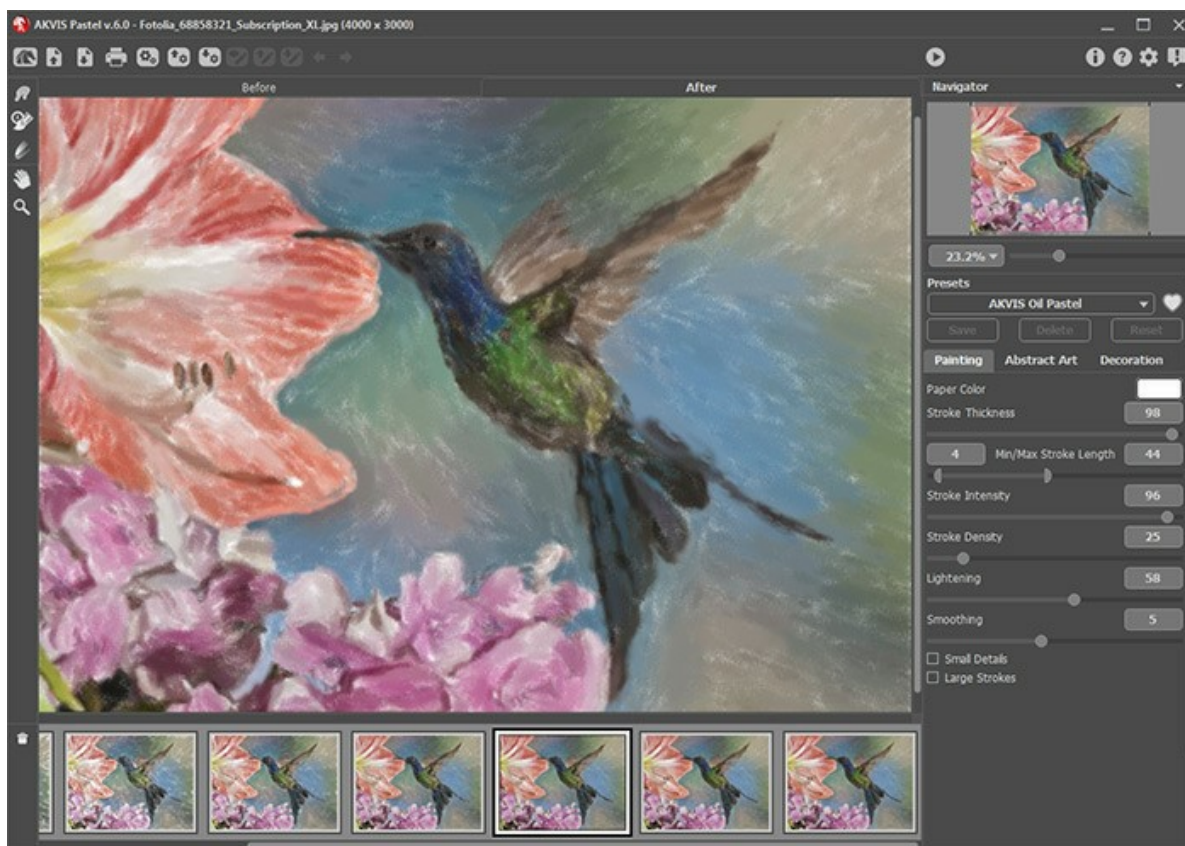 AKVIS Pastel v.6.0 - Fotolia_68858321_Subscription_XL.jpg (4000 x 3000)
Before After
Navigator
23.2%
Presets
AKVIS Oil Pastel
Save Delete Reset
Painting Abstract Art Decoration
Paper Color
Stroke Thickness 98
4 Min/Max Stroke Length 44
Stroke Intensity 96
Stroke Density 25
Lightening 58
Smoothing 5
Small Details
Large Strokes